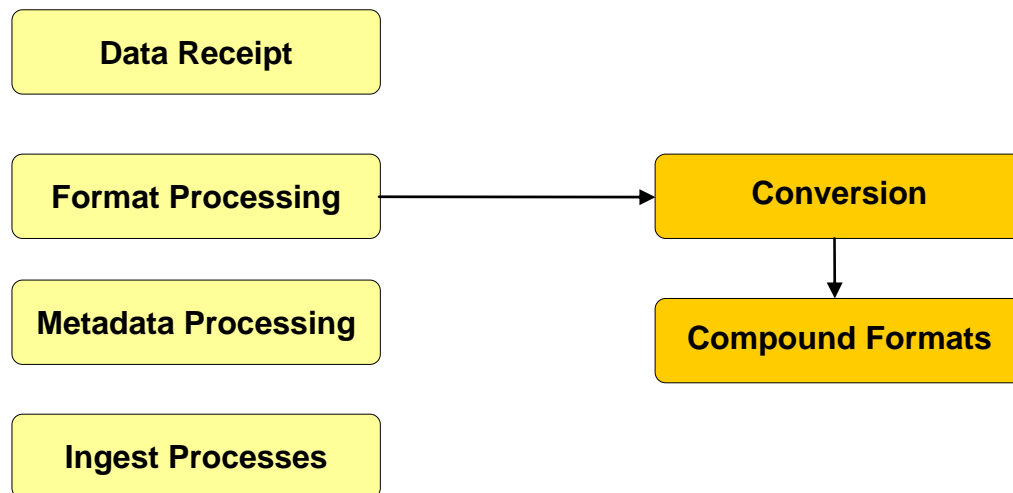 Data Receipt
Format Processing
Conversion
Metadata Processing
Compound Formats
Ingest Processes